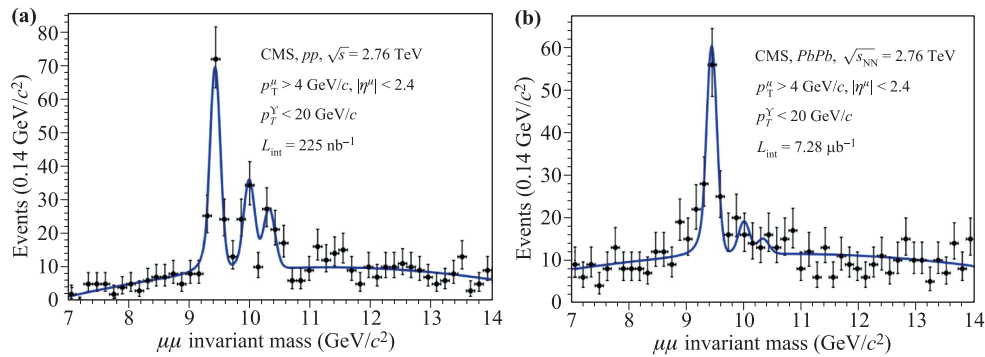 (a)
80
70
60
50
40
30
20
10
0
Events (0.14 GeV/c²)
CMS, pp, √s = 2.76 TeV
p_T^μ > 4 GeV/c, |η^μ| < 2.4
p_T^Υ < 20 GeV/c
L_int = 225 nb⁻¹
7 8 9 10 11 12 13 14
μμ invariant mass (GeV/c²)
(b)
60
50
40
30
20
10
0
Events (0.14 GeV/c²)
CMS, PbPb, √s_NN = 2.76 TeV
p_T^μ > 4 GeV/c, |η^μ| < 2.4
p_T^Υ < 20 GeV/c
L_int = 7.28 μb⁻¹
7 8 9 10 11 12 13 14
μμ invariant mass (GeV/c²)